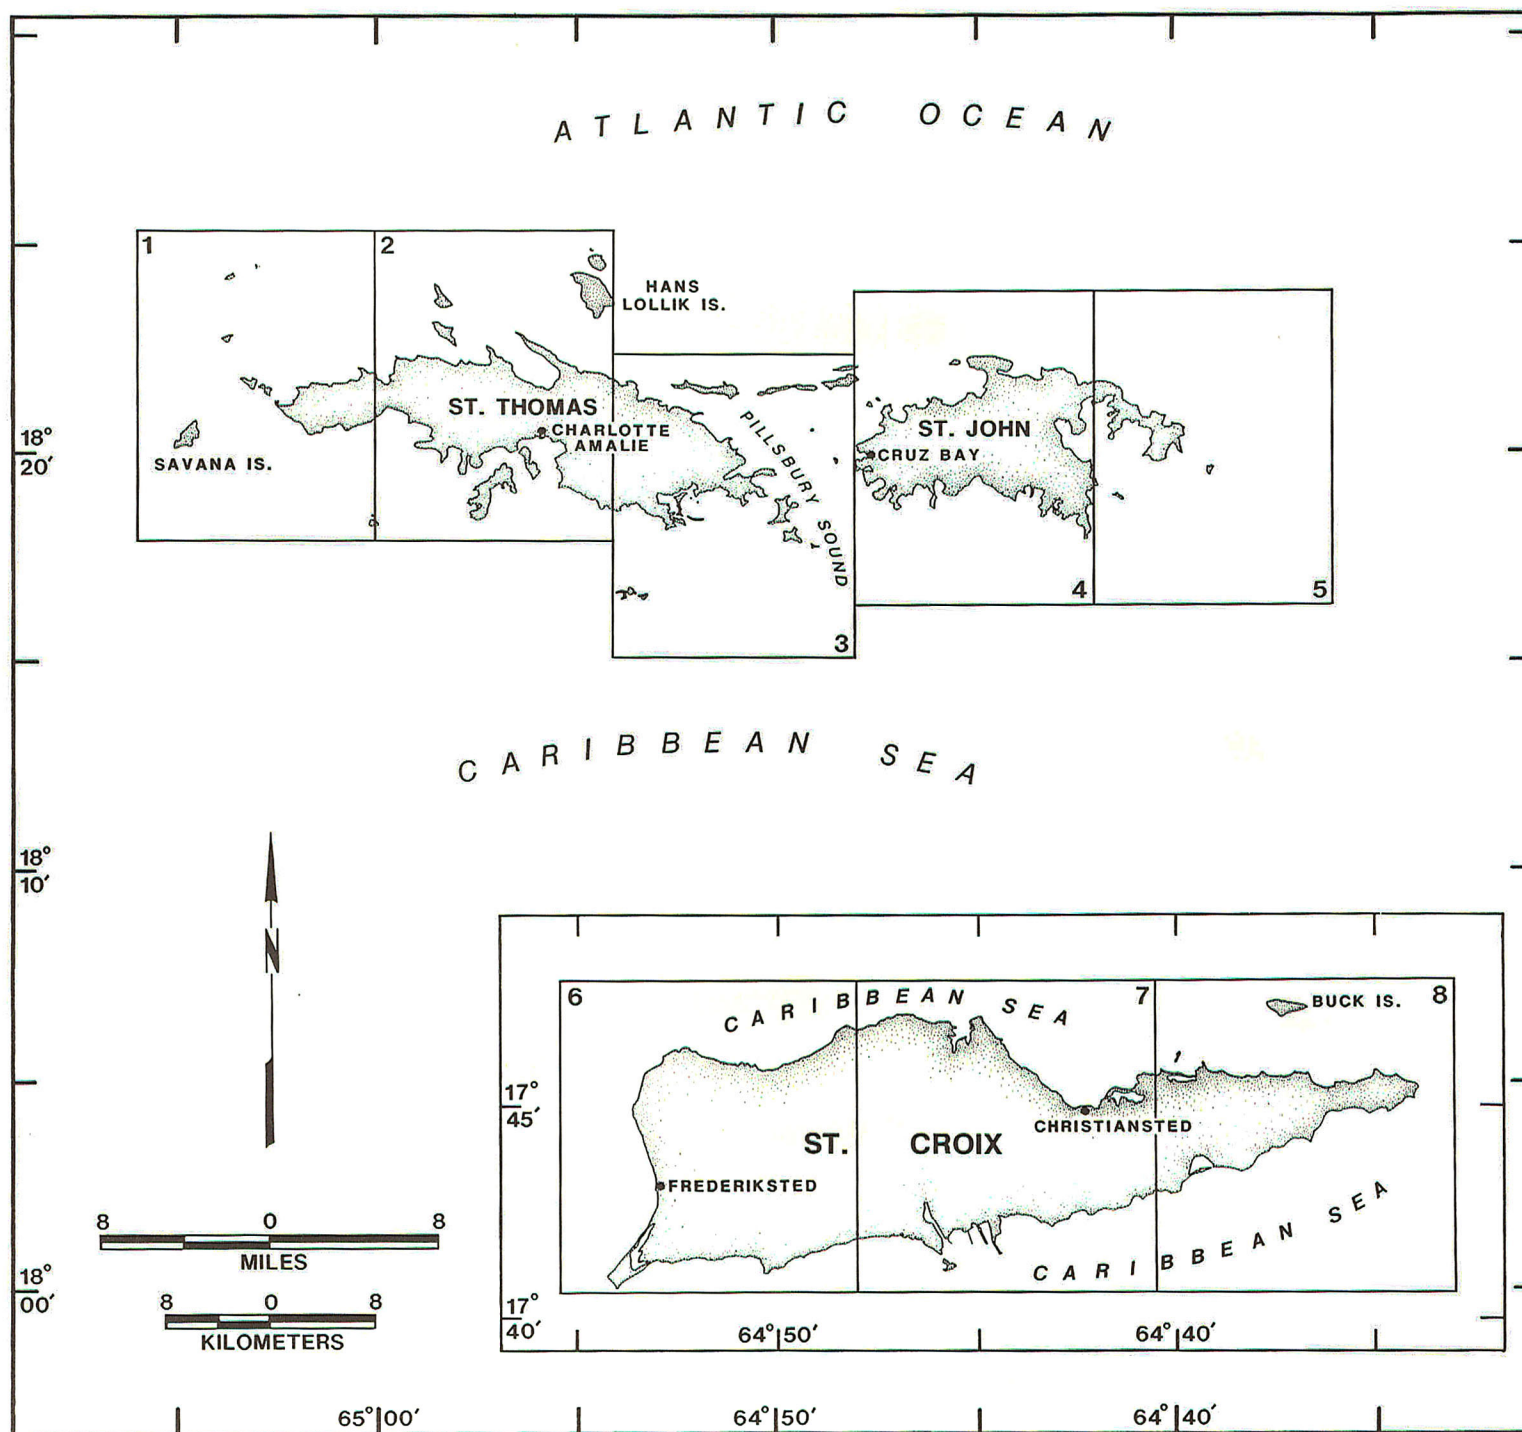 ATLANTIC OCEAN
1
2
HANS
LOLLIK IS.
ST. THOMAS
CHARLOTTE
AMALIE
PILLSBURY SOUND
ST. JOHN
CRUZ BAY
18°
20′
SAVANA IS.
4
5
3
CARIBBEAN SEA
18°
10′
N
6
CARIBBEAN SEA
7
BUCK IS.
8
17°
45′
CHRISTIANSTED
ST. CROIX
FREDERIKSTED
CARIBBEAN SEA
8 0 8
MILES
18°
00′
8 0 8
KILOMETERS
17°
40′
64°50′
64°40′
65°00′
64°50′
64°40′